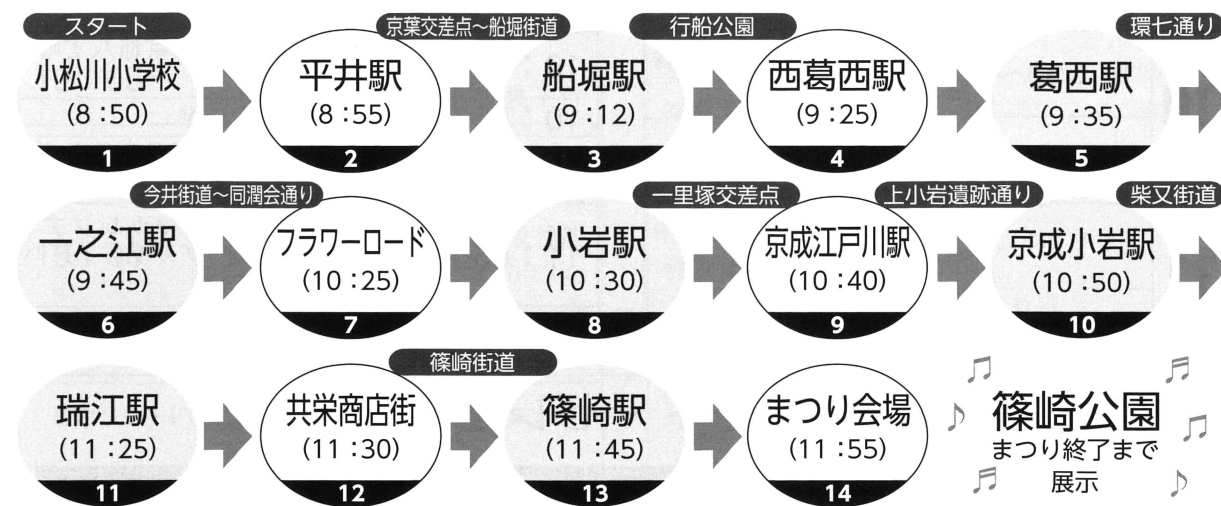 スタート
小松川小学校
(8:50)
1
平井駅
(8:55)
2
京葉交差点～船堀街道
船堀駅
(9:12)
3
行船公園
西葛西駅
(9:25)
4
葛西駅
(9:35)
5
環七通り
一之江駅
(9:45)
6
今井街道～同潤会通り
フラワーロード
(10:25)
7
小岩駅
(10:30)
8
一里塚交差点
京成江戸川駅
(10:40)
9
上小岩遺跡通り
京成小岩駅
(10:50)
10
柴又街道
瑞江駅
(11:25)
11
共栄商店街
(11:30)
12
篠崎街道
篠崎駅
(11:45)
13
まつり会場
(11:55)
14
篠崎公園
まつり終了まで
展示